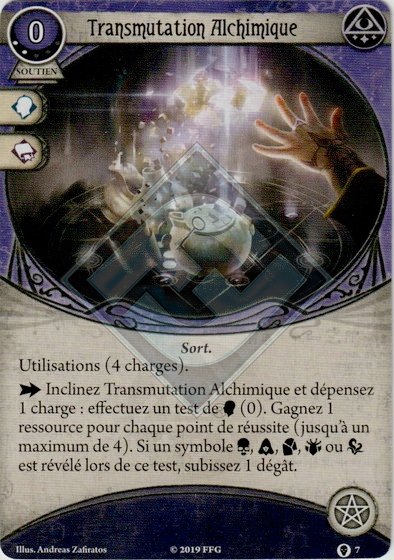 Transmutation Alchimique
0
SOUTIEN
Sort.
Utilisations (4 charges).
Inclinez Transmutation Alchimique et dépensez
1 charge : effectuez un test de (0). Gagnez 1
ressource pour chaque point de réussite (jusqu'à un
maximum de 4). Si un symbole , , , ou
est révélé lors de ce test, subissez 1 dégât.
Illus. Andreas Zafiratos © 2019 FFG 7